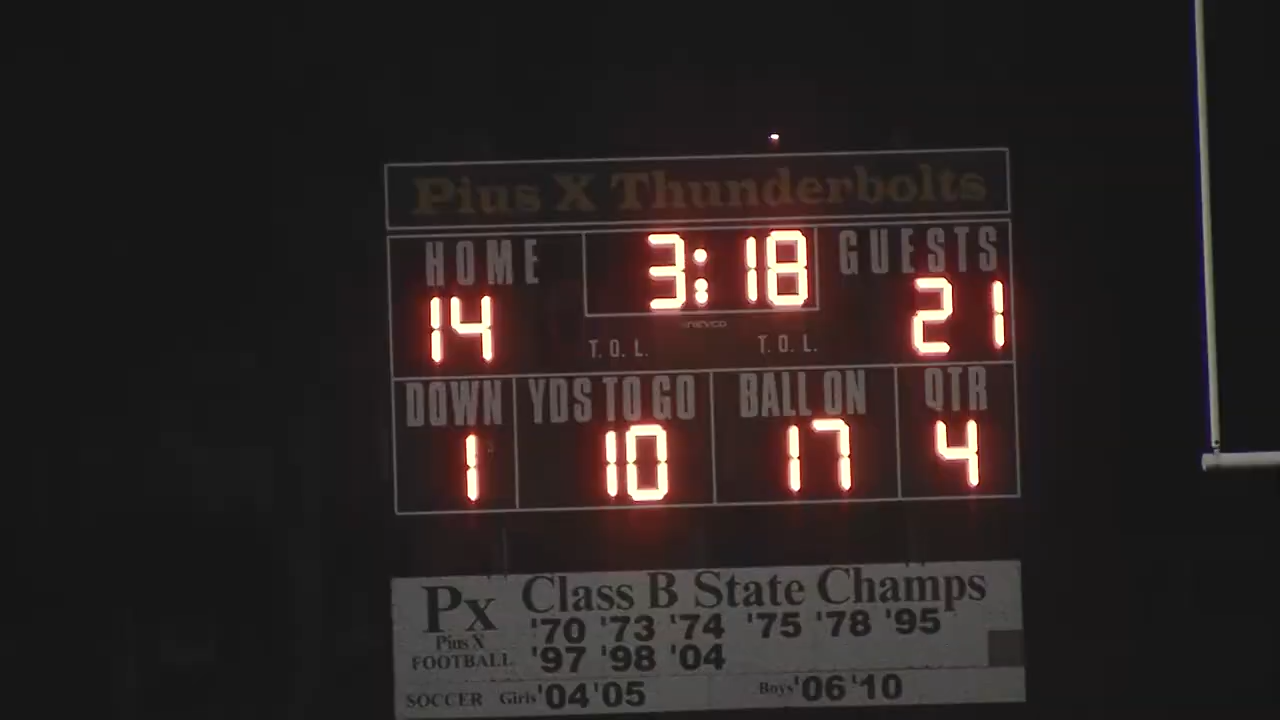 Pius X Thunderbolts
HOME 3:18 GUESTS
14 21
NEVCO
T. O. L. T. O. L.
DOWN YDS TO GO BALL ON QTR
1 10 17 4
Px Class B State Champs
'70 '73 '74 '75 '78 '95
Pius X
FOOTBALL '97 '98 '04
SOCCER Girls '04 '05 Boys '06 '10